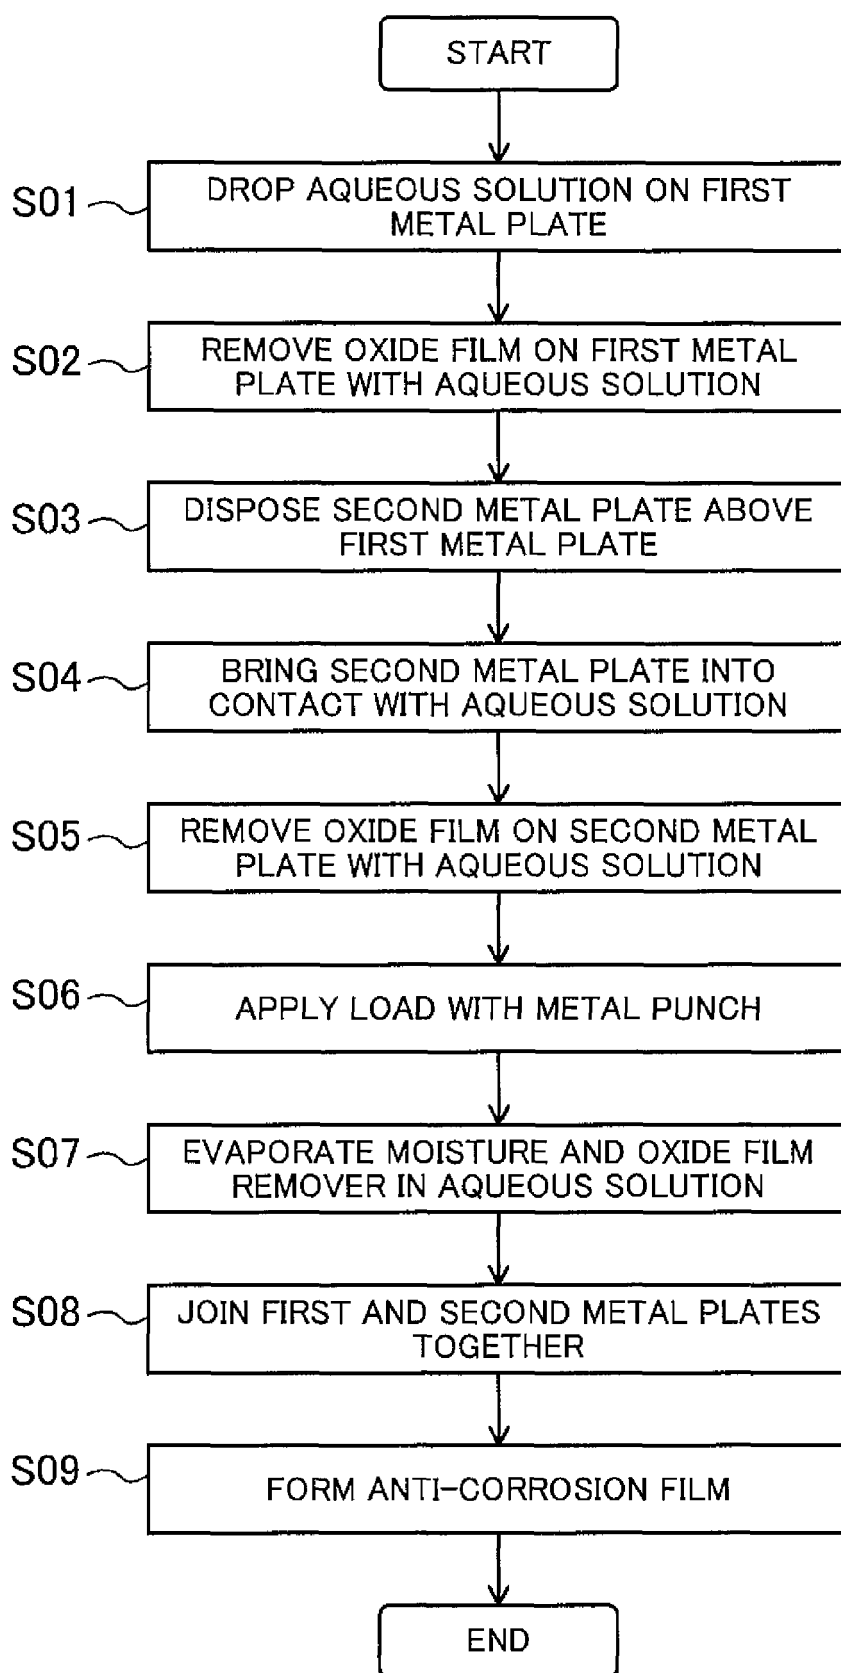 START
S01
DROP AQUEOUS SOLUTION ON FIRST
METAL PLATE
S02
REMOVE OXIDE FILM ON FIRST METAL
PLATE WITH AQUEOUS SOLUTION
S03
DISPOSE SECOND METAL PLATE ABOVE
FIRST METAL PLATE
S04
BRING SECOND METAL PLATE INTO
CONTACT WITH AQUEOUS SOLUTION
S05
REMOVE OXIDE FILM ON SECOND METAL
PLATE WITH AQUEOUS SOLUTION
S06
APPLY LOAD WITH METAL PUNCH
S07
EVAPORATE MOISTURE AND OXIDE FILM
REMOVER IN AQUEOUS SOLUTION
S08
JOIN FIRST AND SECOND METAL PLATES
TOGETHER
S09
FORM ANTI-CORROSION FILM
END